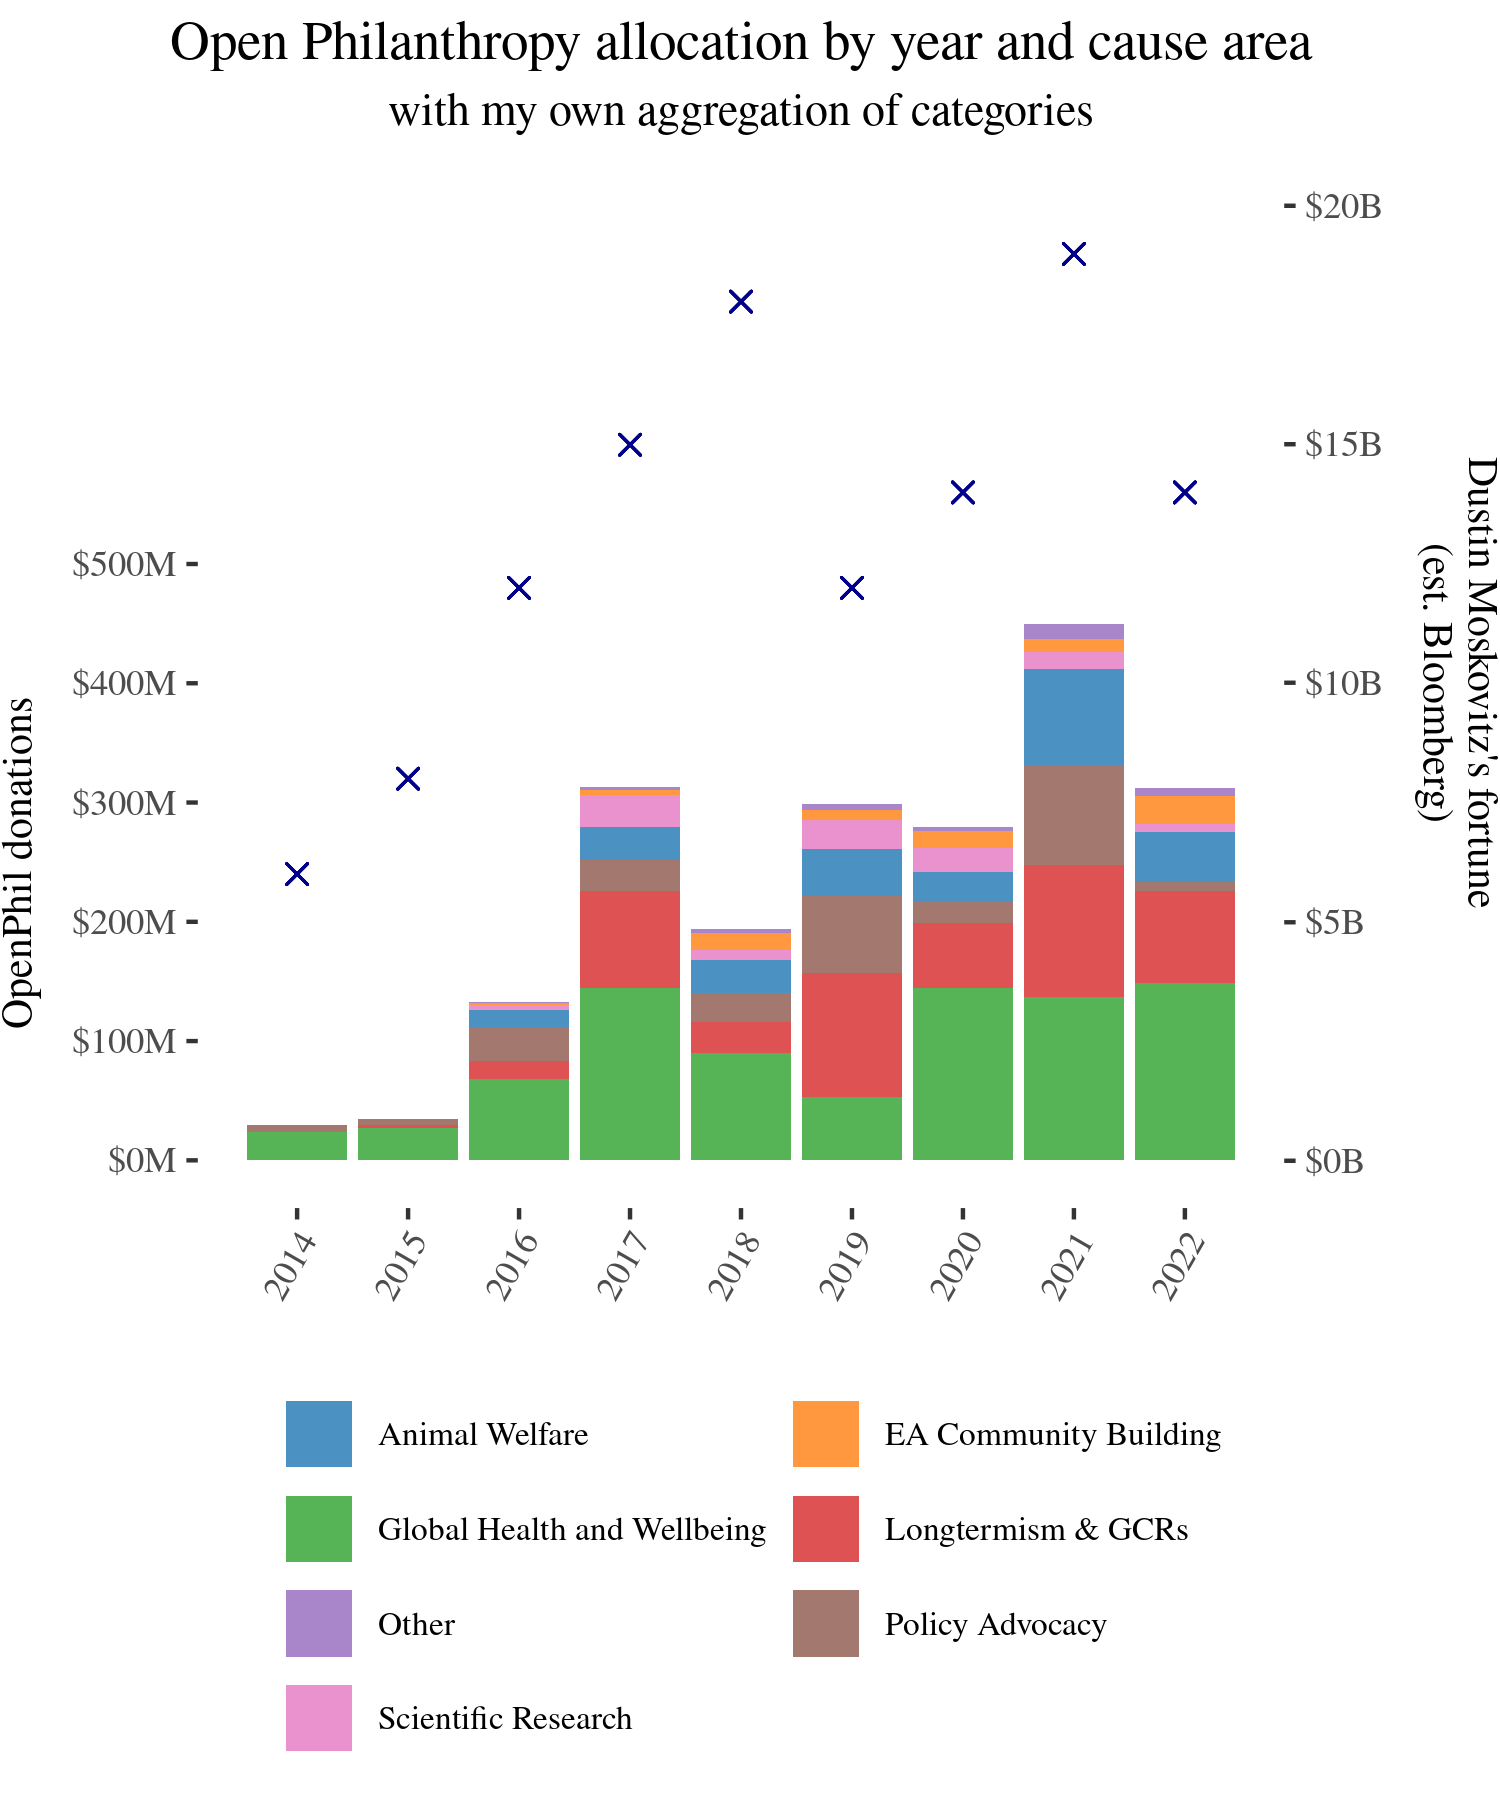 Open Philanthropy allocation by year and cause area
with my own aggregation of categories
OpenPhil donations
$500M
$400M
$300M
$200M
$100M
$0M
$20B
$15B
$10B
$5B
$0B
Dustin Moskovitz's fortune
(est. Bloomberg)
2014
2015
2016
2017
2018
2019
2020
2021
2022
Animal Welfare
EA Community Building
Global Health and Wellbeing
Longtermism & GCRs
Other
Policy Advocacy
Scientific Research